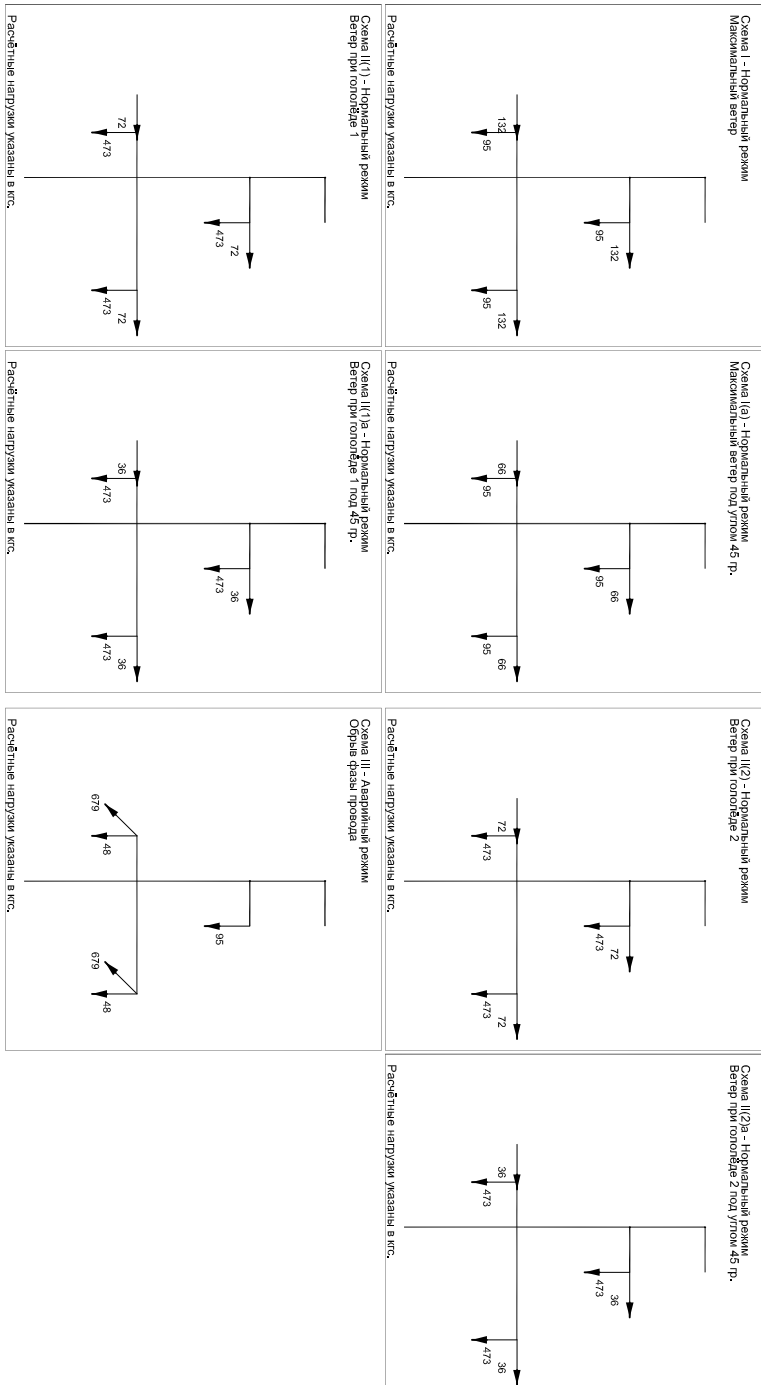 Схема I - Нормальный режим
Максимальный ветер
132
95
132
95
132
95
Расчётные нагрузки указаны в кгс.
Схема I(а) - Нормальный режим
Максимальный ветер под углом 45 гр.
66
95
66
95
66
95
Расчётные нагрузки указаны в кгс.
Схема II(2) - Нормальный режим
Ветер при гололёде 2
72
473
72
473
72
473
Расчётные нагрузки указаны в кгс.
Схема II(2)а - Нормальный режим
Ветер при гололёде 2 под углом 45 гр.
36
473
36
473
36
473
Расчётные нагрузки указаны в кгс.
Схема II(1) - Нормальный режим
Ветер при гололёде 1
72
473
72
473
72
473
Расчётные нагрузки указаны в кгс.
Схема II(1)а - Нормальный режим
Ветер при гололёде 1 под 45 гр.
36
473
36
473
36
473
Расчётные нагрузки указаны в кгс.
Схема III - Аварийный режим
Обрыв фазы провода
95
679
48
679
48
Расчётные нагрузки указаны в кгс.